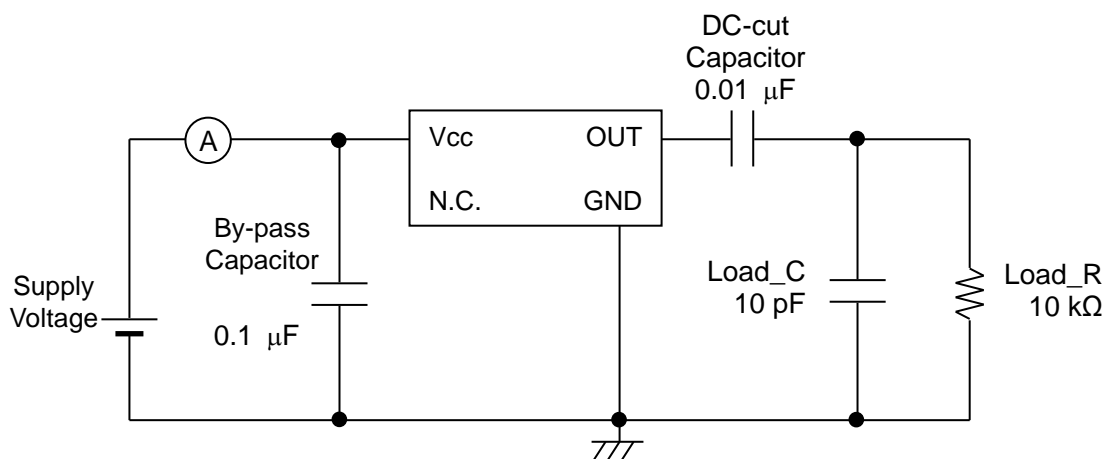 DC-cut
Capacitor
0.01 μF
A
Vcc
OUT
N.C.
GND
By-pass
Capacitor
0.1 μF
Supply
Voltage
Load_C
10 pF
Load_R
10 kΩ